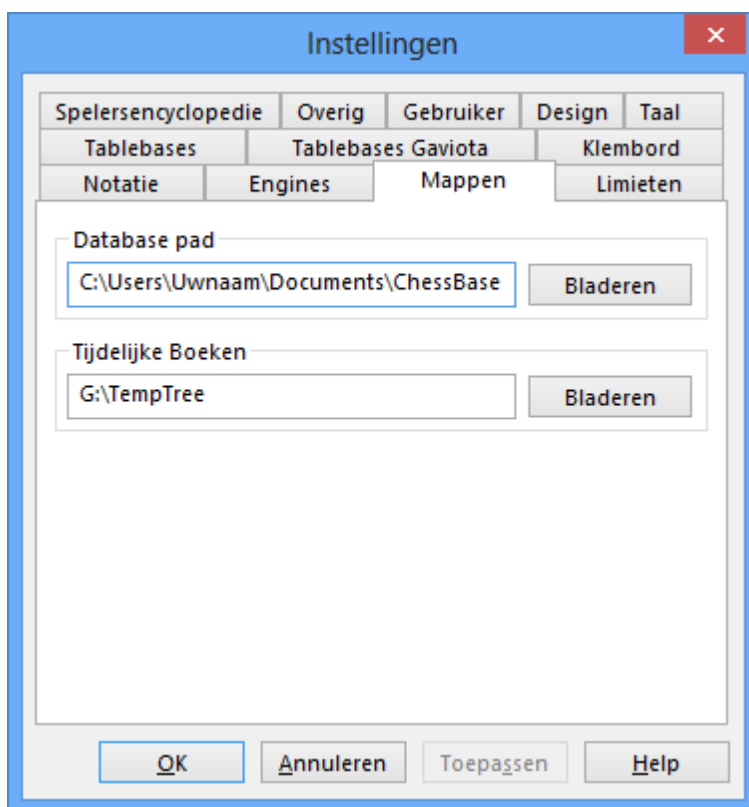 Instellingen
Spelersencyclopedie Overig Gebruiker Design Taal
Tablebases Tablebases Gaviota Klembord
Notatie Engines Mappen Limieten
Database pad
C:\Users\Uwnaam\Documents\ChessBase Bladeren
Tijdelijke Boeken
G:\TempTree Bladeren
OK Annuleren Toepassen Help